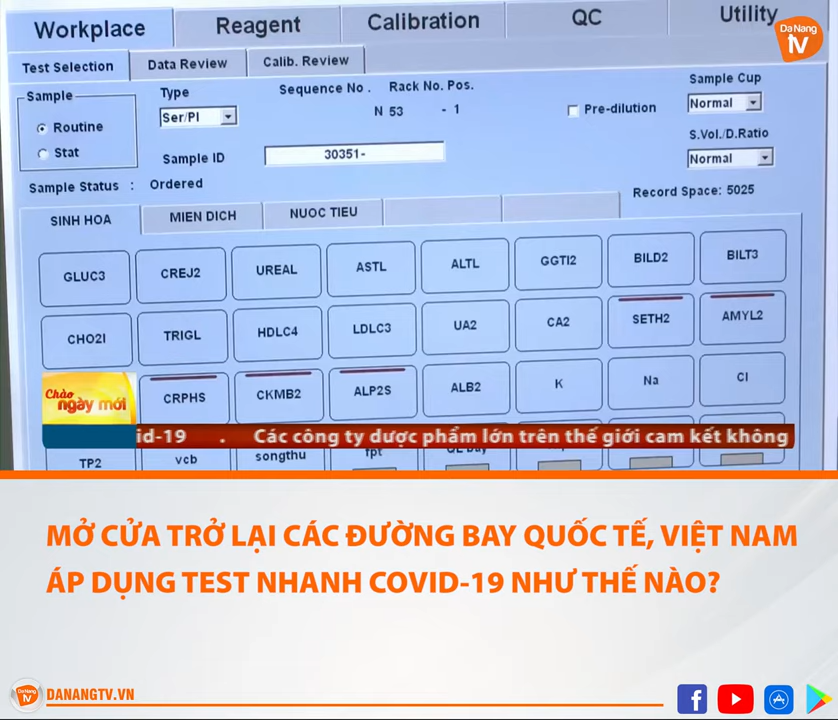 Workplace Reagent Calibration QC Utility
Da Nang
tv
Test Selection Data Review Calib. Review
Sample Type Sequence No . Rack No. Pos. Sample Cup
Routine Ser/Pl N 53 - 1 Pre-dilution Normal
Stat Sample ID 30351- S.Vol./D.Ratio
Normal
Sample Status : Ordered
Record Space: 5025
SINH HOA MIEN DICH NUOC TIEU
GLUC3 CREJ2 UREAL ASTL ALTL GGTI2 BILD2 BILT3
CHO2I TRIGL HDLC4 LDLC3 UA2 CA2 SETH2 AMYL2
Chào
ngày mới
CRPHS CKMB2 ALP2S ALB2 K Na Cl
id-19 . Các công ty dược phẩm lớn trên thế giới cam kết không
TP2 vcb songthu fpt
MỞ CỬA TRỞ LẠI CÁC ĐƯỜNG BAY QUỐC TẾ, VIỆT NAM
ÁP DỤNG TEST NHANH COVID-19 NHƯ THẾ NÀO?
Da Nang
tv
DANANGTV.VN